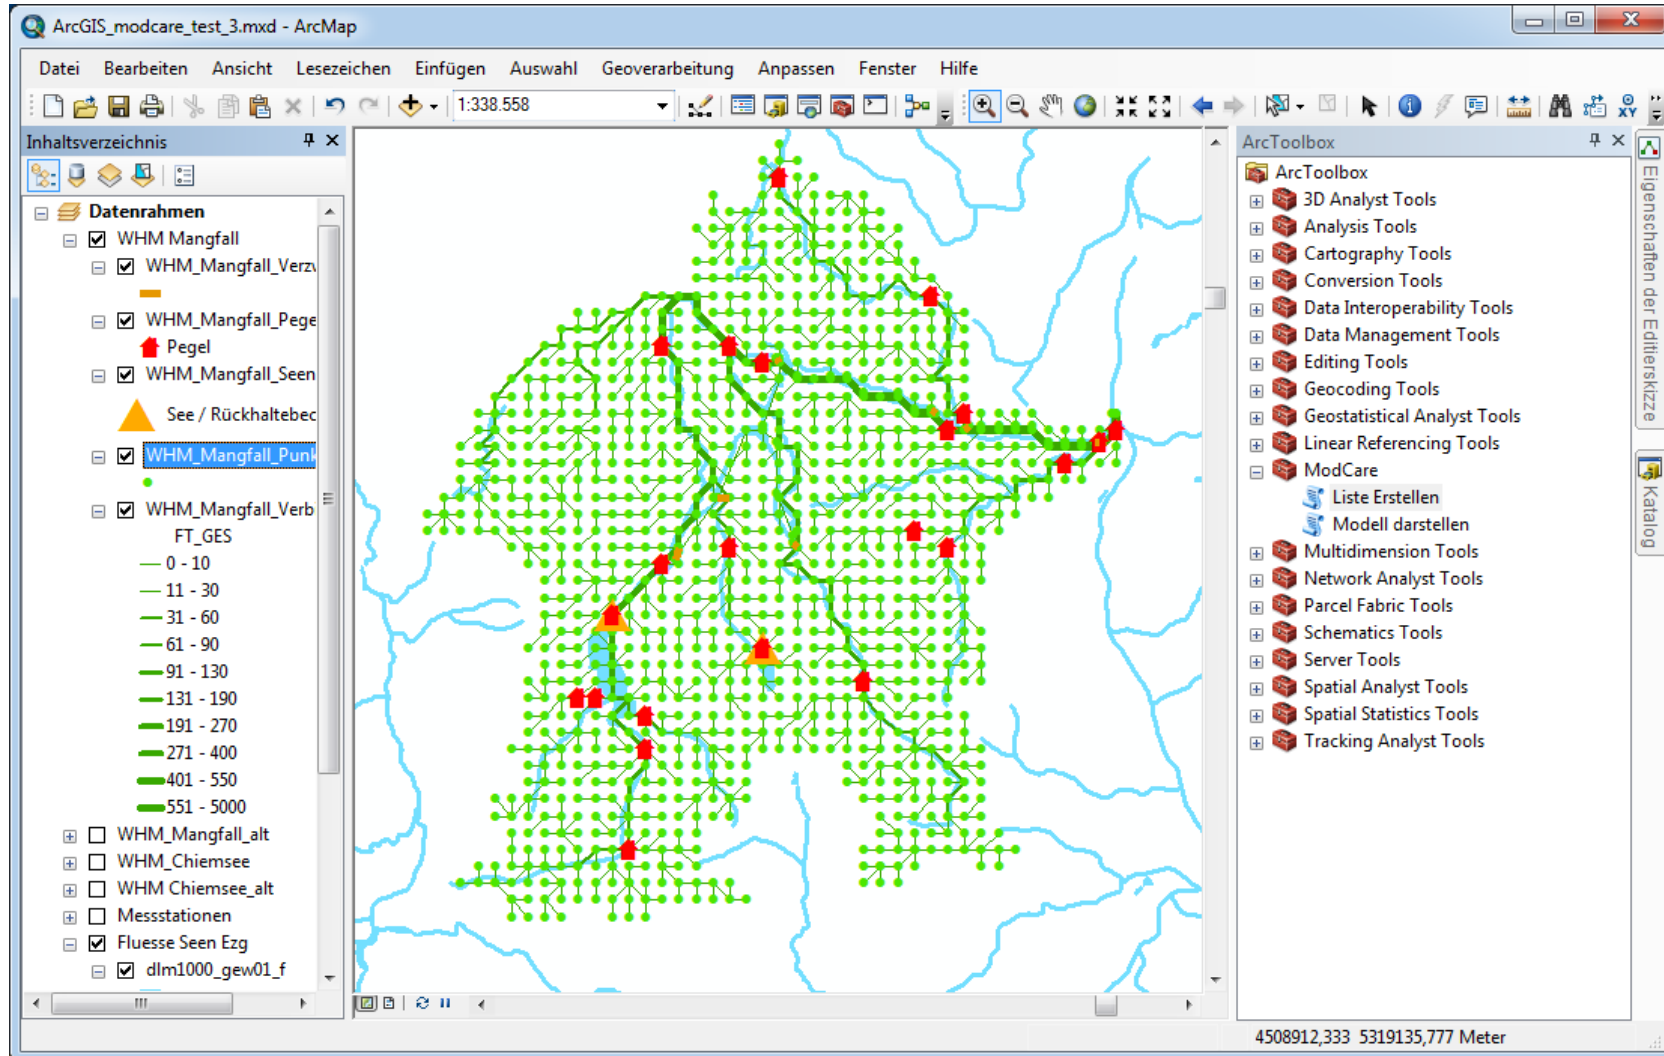 ArcGIS_modcare_test_3.mxd - ArcMap
Datei Bearbeiten Ansicht Lesezeichen Einfügen Auswahl Geoverarbeitung Anpassen Fenster Hilfe
1:338.558
XY
Inhaltsverzeichnis
Datenrahmen
WHM Mangfall
WHM_Mangfall_Verzv
WHM_Mangfall_Pege
Pegel
WHM_Mangfall_Seen
See / Rückhaltebec
WHM_Mangfall_Punk
WHM_Mangfall_Verb
FT_GES
0 - 10
11 - 30
31 - 60
61 - 90
91 - 130
131 - 190
191 - 270
271 - 400
401 - 550
551 - 5000
WHM_Mangfall_alt
WHM_Chiemsee
WHM Chiemsee_alt
Messstationen
Fluesse Seen Ezg
dlm1000_gew01_f
ArcToolbox
ArcToolbox
3D Analyst Tools
Analysis Tools
Cartography Tools
Conversion Tools
Data Interoperability Tools
Data Management Tools
Editing Tools
Geocoding Tools
Geostatistical Analyst Tools
Linear Referencing Tools
ModCare
Liste Erstellen
Modell darstellen
Multidimension Tools
Network Analyst Tools
Parcel Fabric Tools
Schematics Tools
Server Tools
Spatial Analyst Tools
Spatial Statistics Tools
Tracking Analyst Tools
Eigenschaften der Editierskizze
Katalog
4508912,333 5319135,777 Meter